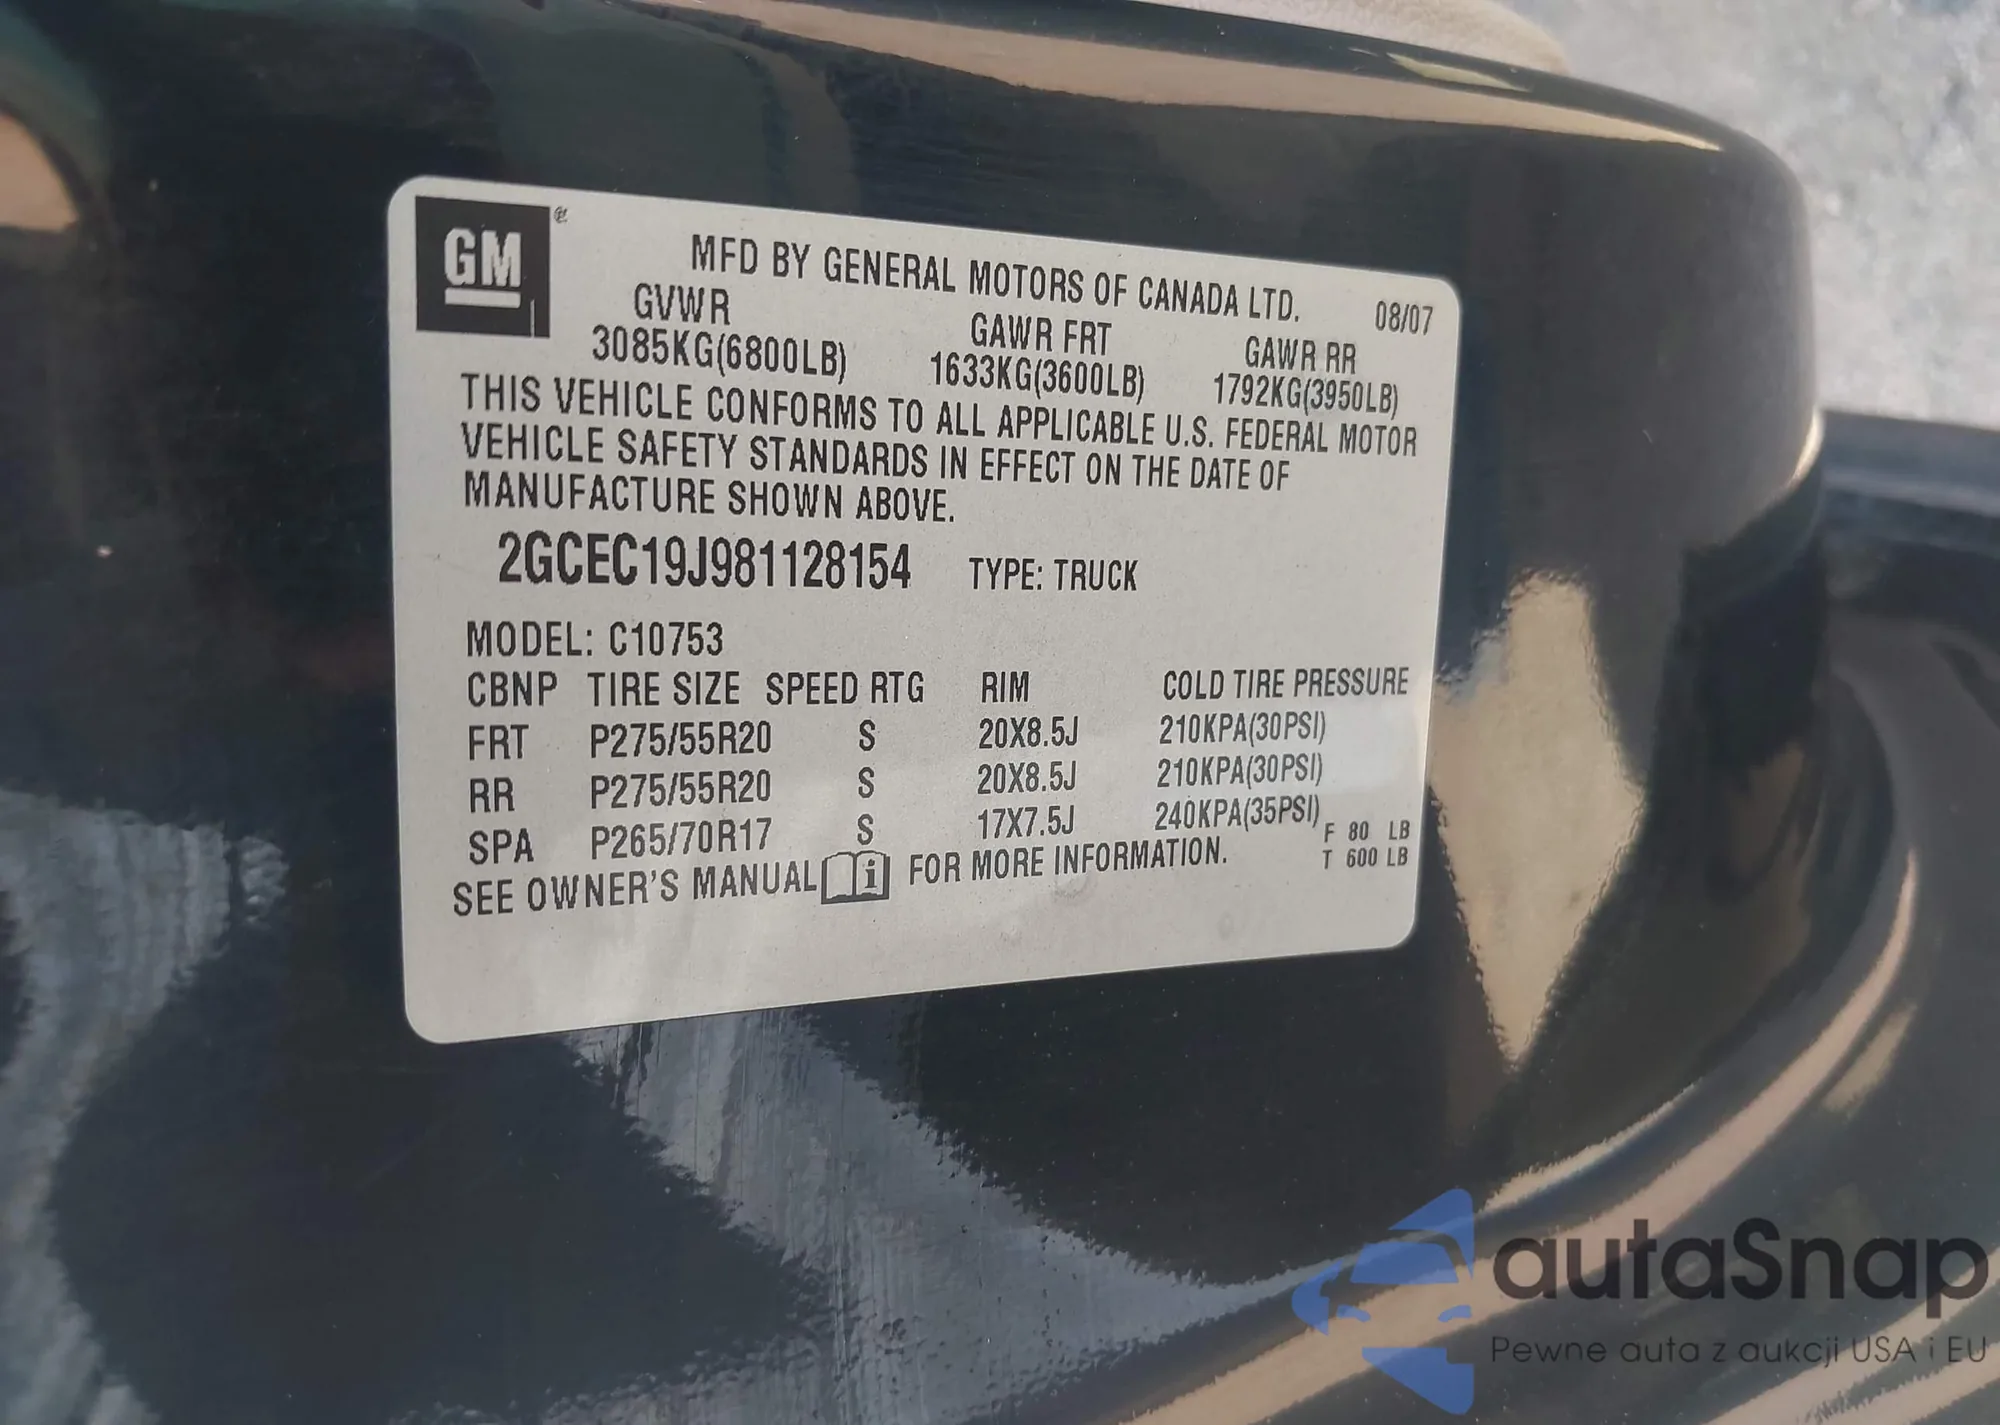 GM
MFD BY GENERAL MOTORS OF CANADA LTD. 08/07
GVWR GAWR FRT GAWR RR
3085KG(6800LB) 1633KG(3600LB) 1792KG(3950LB)
THIS VEHICLE CONFORMS TO ALL APPLICABLE U.S. FEDERAL MOTOR
VEHICLE SAFETY STANDARDS IN EFFECT ON THE DATE OF
MANUFACTURE SHOWN ABOVE.
2GCEC19J981128154 TYPE: TRUCK
MODEL: C10753
CBNP TIRE SIZE SPEED RTG RIM COLD TIRE PRESSURE
FRT P275/55R20 S 20X8.5J 210KPA(30PSI)
RR P275/55R20 S 20X8.5J 210KPA(30PSI)
SPA P265/70R17 S 17X7.5J 240KPA(35PSI) F 80 LB
T 600 LB
SEE OWNER'S MANUAL i FOR MORE INFORMATION.
autaSnap
Pewne auta z aukcji USA i EU